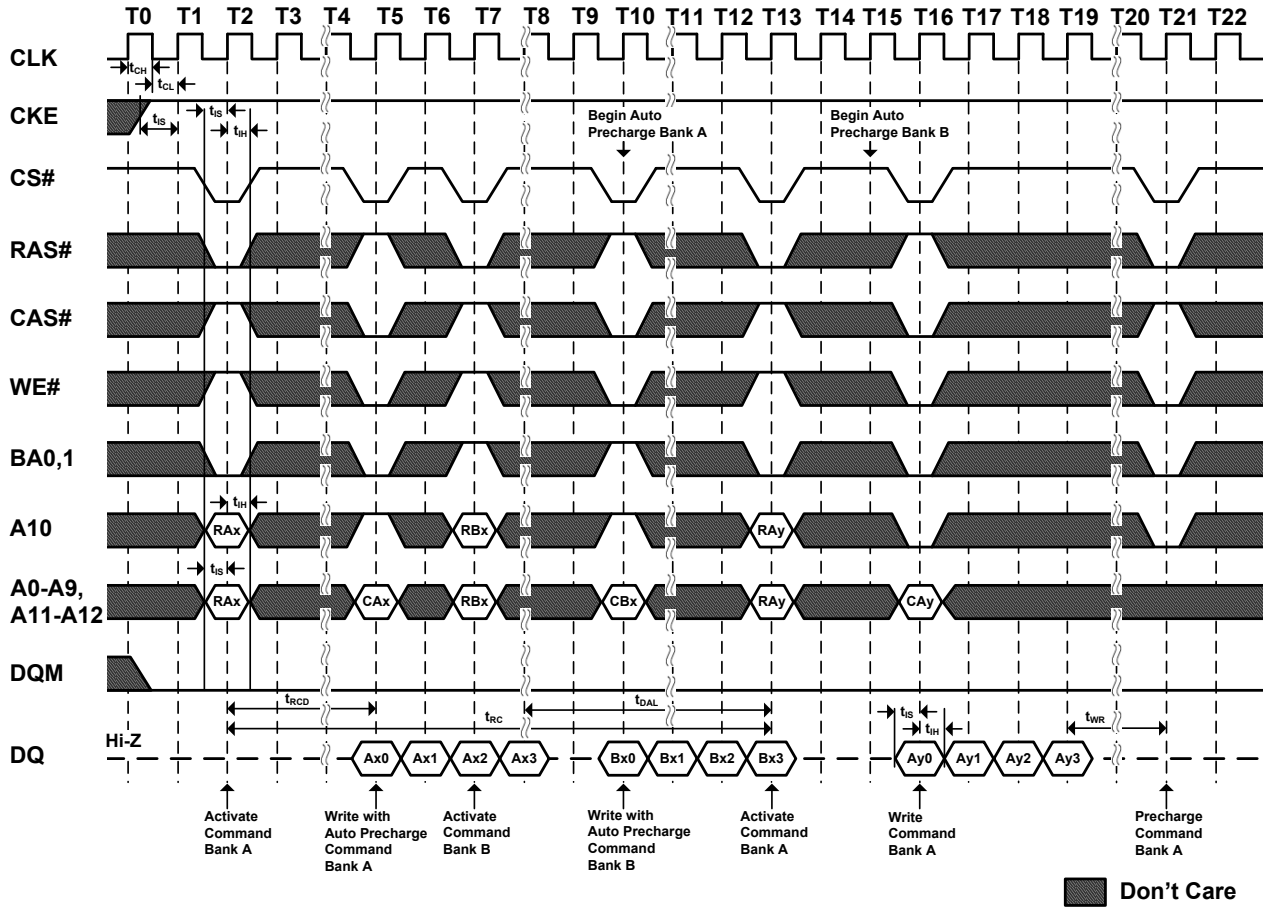 T0 T1 T2 T3 T4 T5 T6 T7 T8 T9 T10 T11 T12 T13 T14 T15 T16 T17 T18 T19 T20 T21 T22
CLK
tCH
tCL
CKE
tIS
tIS
tIH
Begin Auto
Precharge Bank A
Begin Auto
Precharge Bank B
CS#
RAS#
CAS#
WE#
BA0,1
tIH
A10
RAx RBx RAy
tIS
A0-A9,
A11-A12
RAx CAx RBx CBx RAy CAy
DQM
tRCD
tRC
tDAL
tIS
tIH
tWR
Hi-Z
DQ
Ax0 Ax1 Ax2 Ax3 Bx0 Bx1 Bx2 Bx3 Ay0 Ay1 Ay2 Ay3
Activate
Command
Bank A
Write with
Auto Precharge
Command
Bank A
Activate
Command
Bank B
Write with
Auto Precharge
Command
Bank B
Activate
Command
Bank A
Write
Command
Bank A
Precharge
Command
Bank A
Don't Care